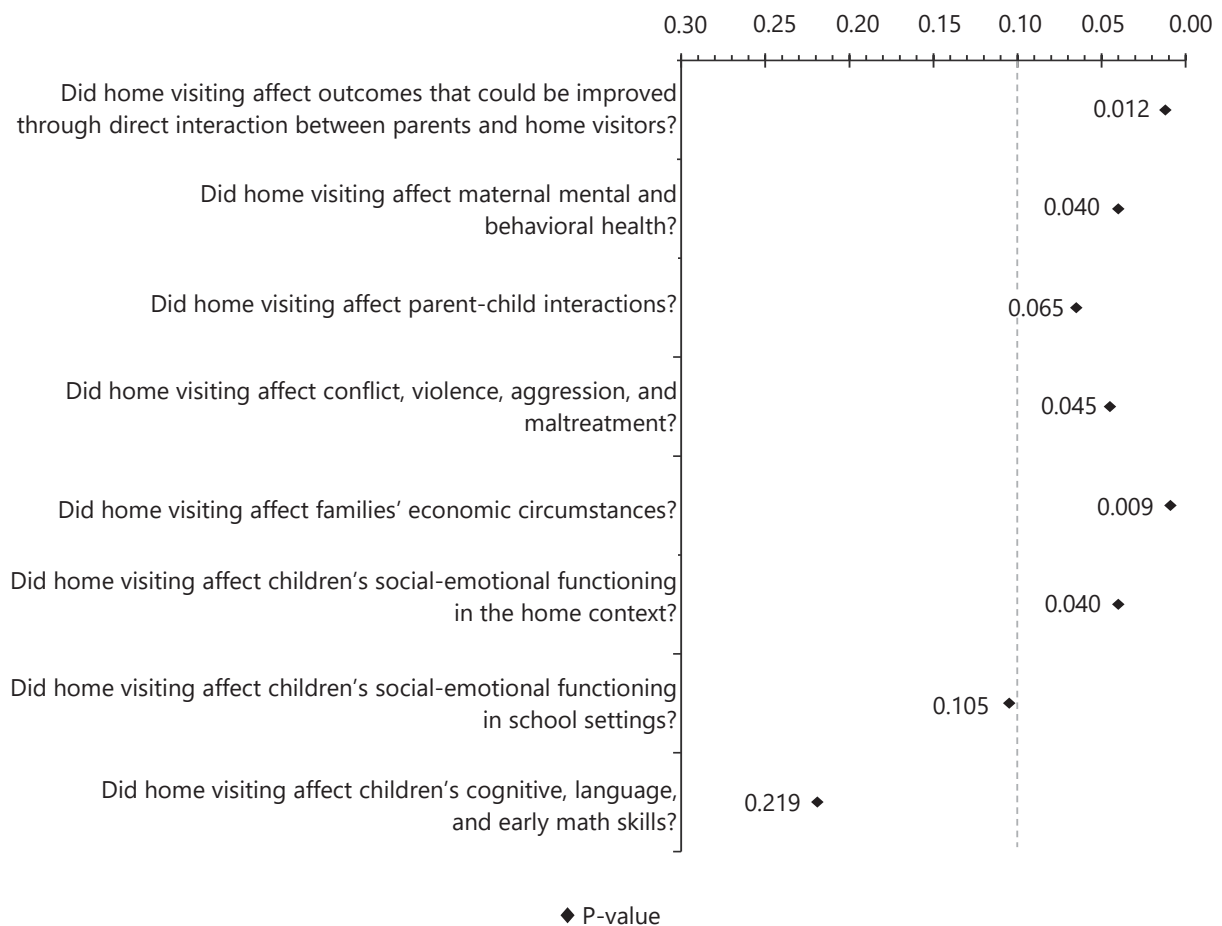 0.30 0.25 0.20 0.15 0.10 0.05 0.00
Did home visiting affect outcomes that could be improved
through direct interaction between parents and home visitors?
0.012
Did home visiting affect maternal mental and
behavioral health?
0.040
Did home visiting affect parent-child interactions?
0.065
Did home visiting affect conflict, violence, aggression, and
maltreatment?
0.045
Did home visiting affect families’ economic circumstances?
0.009
Did home visiting affect children’s social-emotional functioning
in the home context?
0.040
Did home visiting affect children’s social-emotional functioning
in school settings?
0.105
Did home visiting affect children’s cognitive, language,
and early math skills?
0.219
P-value